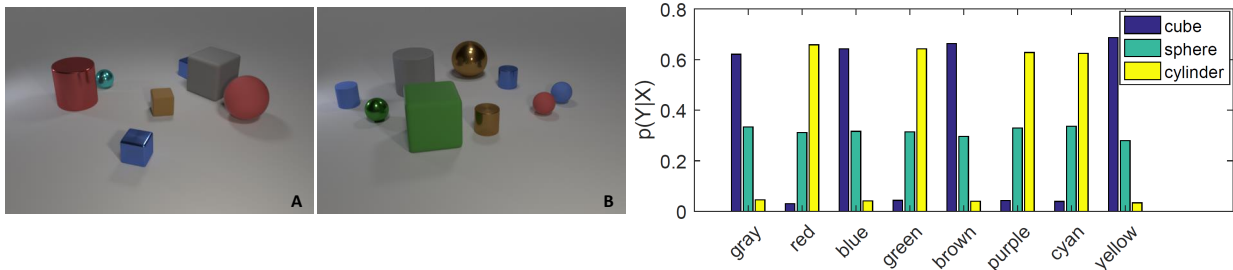 A
B
0.8
0.6
0.4
0.2
0
p(Y|X)
cube
sphere
cylinder
gray
red
blue
green
brown
purple
cyan
yellow